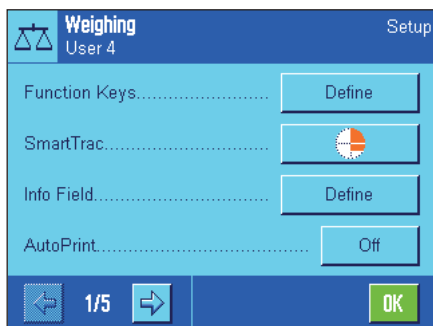 Weighing
Setup
User 4
Function Keys........................... Define
SmartTrac...............................
Info Field.............................. Define
AutoPrint........................................ Off
1/5
OK